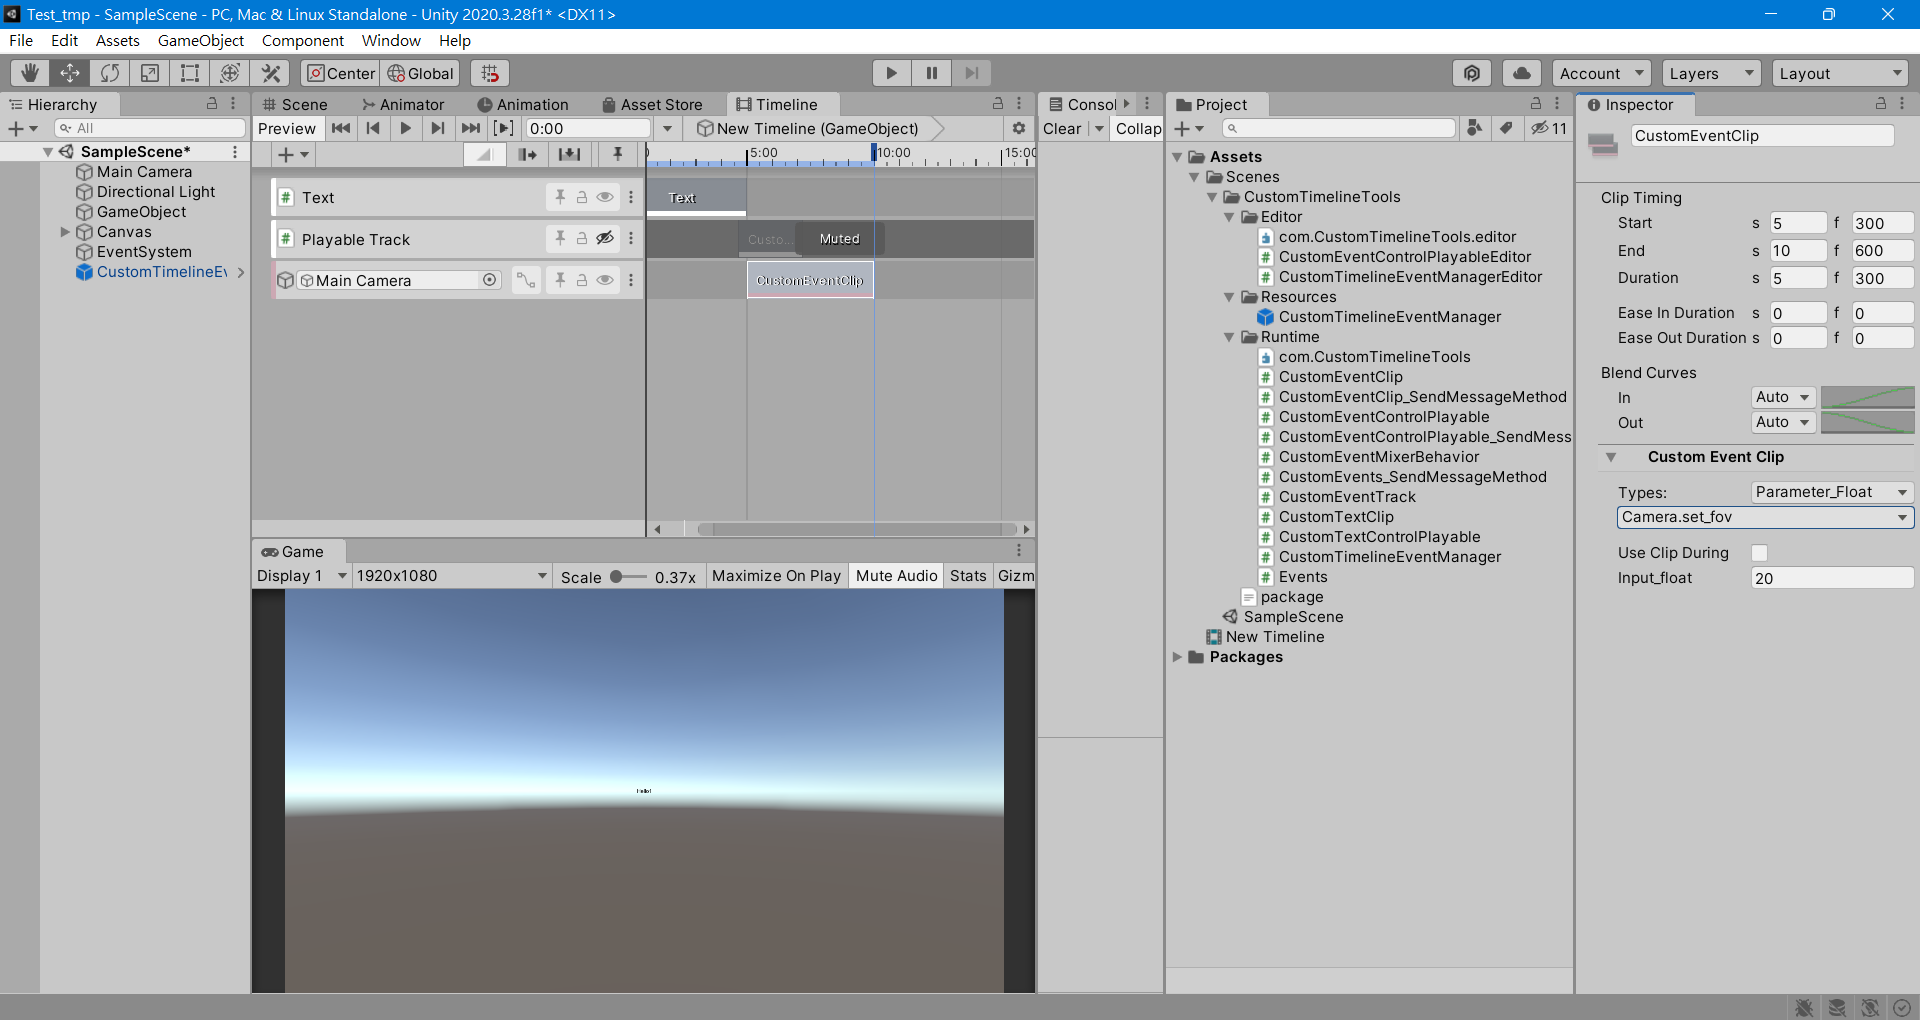 Test_tmp - SampleScene - PC, Mac & Linux Standalone - Unity 2020.3.28f1* <DX11>
File Edit Assets GameObject Component Window Help
Center Global Account Layers Layout
Hierarchy
All
SampleScene*
Main Camera
Directional Light
GameObject
Canvas
EventSystem
CustomTimelineEv
Scene Animator Animation Asset Store Timeline
Preview 0:00 New Timeline (GameObject)
5:00 10:00 15:00
Text Text
Playable Track Custo... Muted
Main Camera CustomEventClip
Game
Display 1 1920x1080 Scale 0.37x Maximize On Play Mute Audio Stats Gizm
Hello!
Consol
Clear Collap
Project
11
Assets
Scenes
CustomTimelineTools
Editor
com.CustomTimelineTools.editor
CustomEventControlPlayableEditor
CustomTimelineEventManagerEditor
Resources
CustomTimelineEventManager
Runtime
com.CustomTimelineTools
CustomEventClip
CustomEventClip_SendMessageMethod
CustomEventControlPlayable
CustomEventControlPlayable_SendMess
CustomEventMixerBehavior
CustomEvents_SendMessageMethod
CustomEventTrack
CustomTextClip
CustomTextControlPlayable
CustomTimelineEventManager
Events
package
SampleScene
New Timeline
Packages
Inspector
CustomEventClip
Clip Timing
Start s 5 f 300
End s 10 f 600
Duration s 5 f 300
Ease In Duration s 0 f 0
Ease Out Duration s 0 f 0
Blend Curves
In Auto
Out Auto
Custom Event Clip
Types: Parameter_Float
Camera.set_fov
Use Clip During
Input_float 20